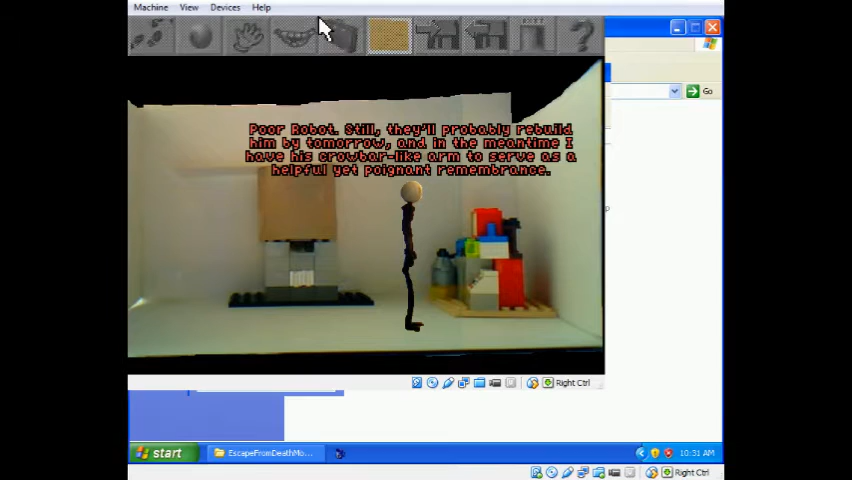 Machine View Devices Help
Poor Robot. Still, they'll probably rebuild
him by tomorrow, and in the meantime I
have his crowbar-like arm to serve as a
helpful yet poignant remembrance.
Go
Right Ctrl
start EscapeFromDeathMo... 10:31 AM
Right Ctrl